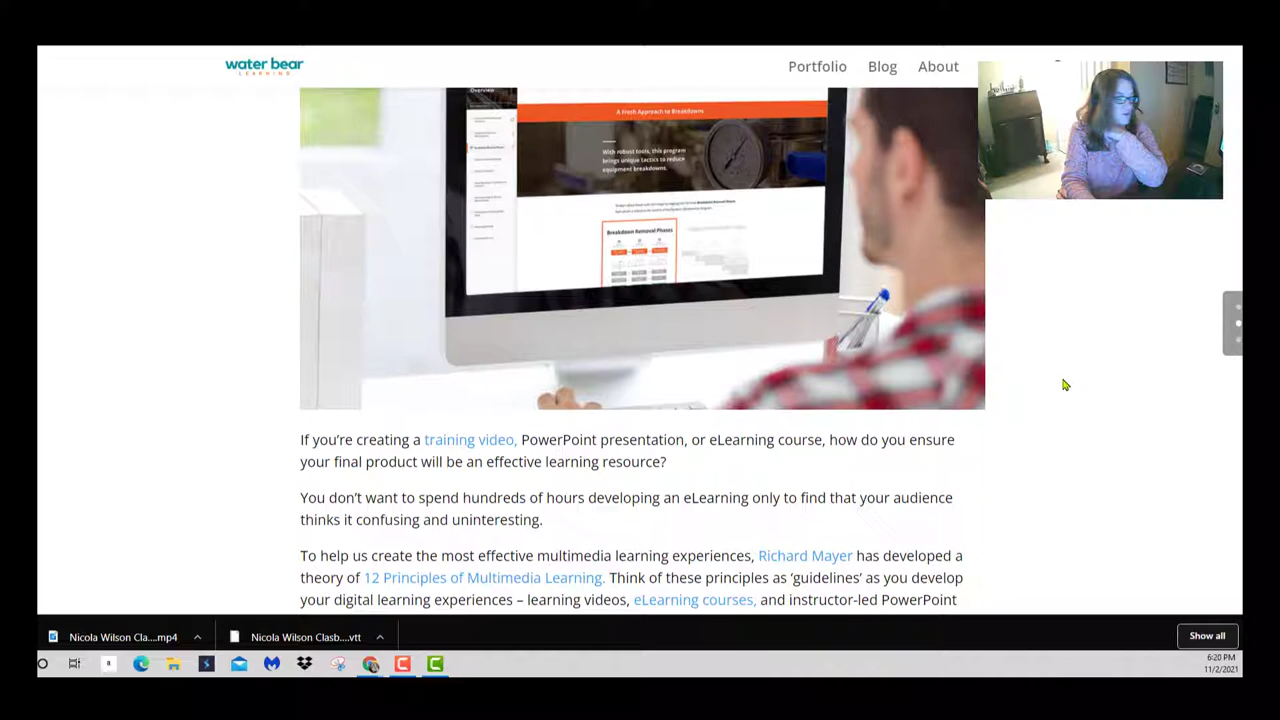 water bear
LEARNING
Portfolio Blog About
Overview
A Fresh Approach to Breakdowns
With robust tools, this program
brings unique tactics to reduce
equipment breakdowns.
Breakdown Removal Phases
If you’re creating a training video, PowerPoint presentation, or eLearning course, how do you ensure
your final product will be an effective learning resource?
You don’t want to spend hundreds of hours developing an eLearning only to find that your audience
thinks it confusing and uninteresting.
To help us create the most effective multimedia learning experiences, Richard Mayer has developed a
theory of 12 Principles of Multimedia Learning. Think of these principles as ‘guidelines’ as you develop
your digital learning experiences – learning videos, eLearning courses, and instructor-led PowerPoint
Nicola Wilson Cla....mp4
Nicola Wilson Clasb....vtt
Show all
6:20 PM
11/2/2021